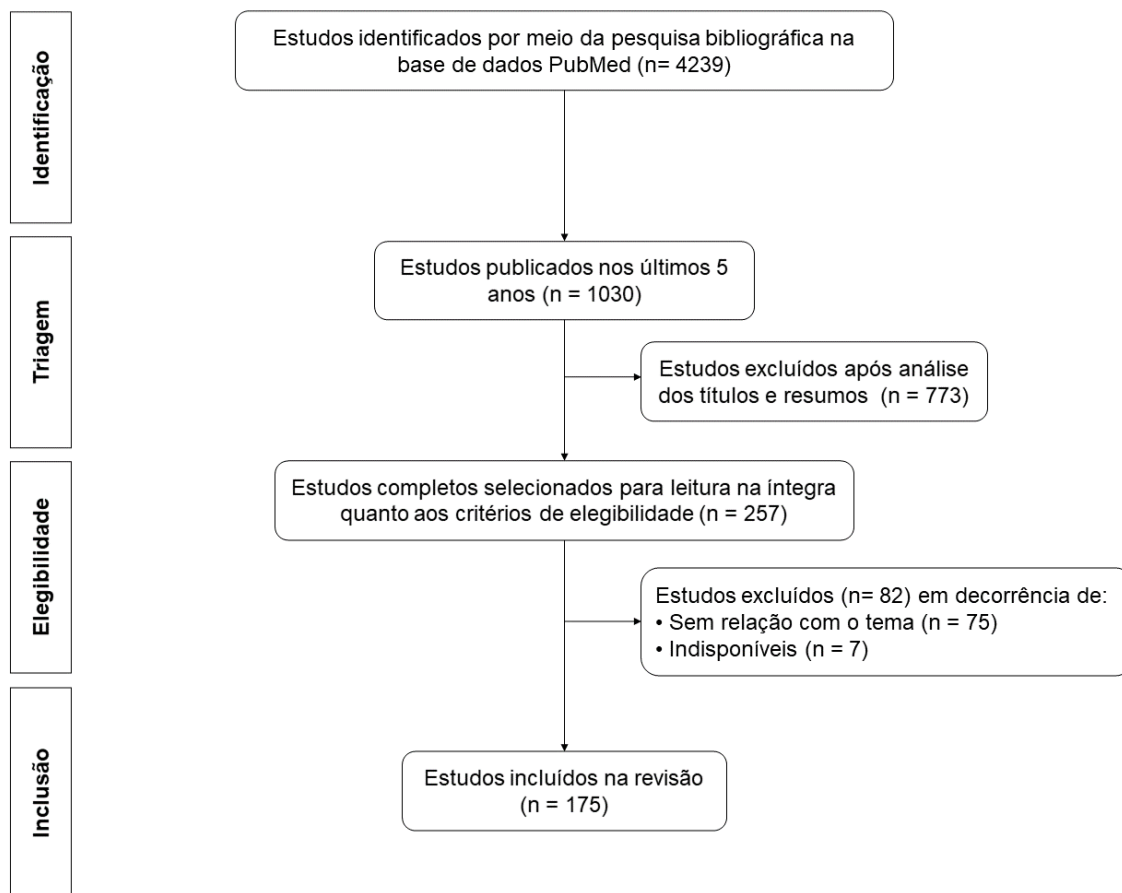 Identificação
Estudos identificados por meio da pesquisa bibliográfica na
base de dados PubMed (n= 4239)
Triagem
Estudos publicados nos últimos 5
anos (n = 1030)
Estudos excluídos após análise
dos títulos e resumos (n = 773)
Elegibilidade
Estudos completos selecionados para leitura na íntegra
quanto aos critérios de elegibilidade (n = 257)
Estudos excluídos (n= 82) em decorrência de:
• Sem relação com o tema (n = 75)
• Indisponíveis (n = 7)
Inclusão
Estudos incluídos na revisão
(n = 175)